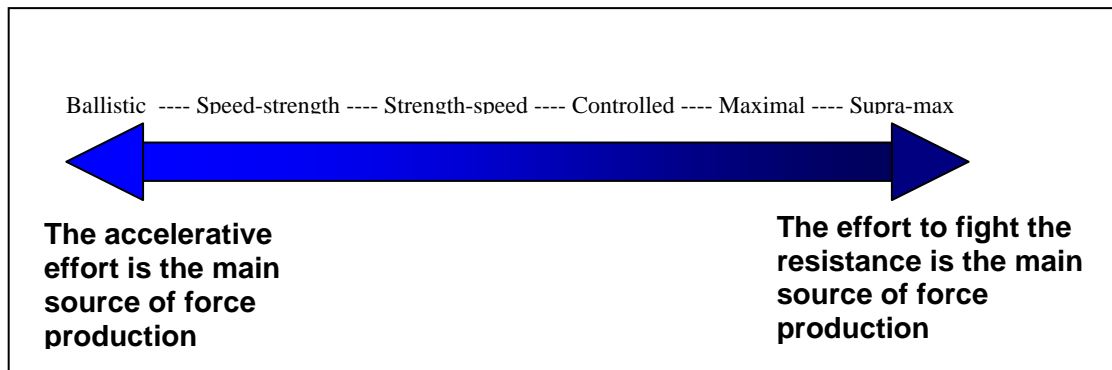 Ballistic ---- Speed-strength ---- Strength-speed ---- Controlled ---- Maximal ---- Supra-max
The accelerative
effort is the main
source of force
production
The effort to fight the
resistance is the main
source of force
production